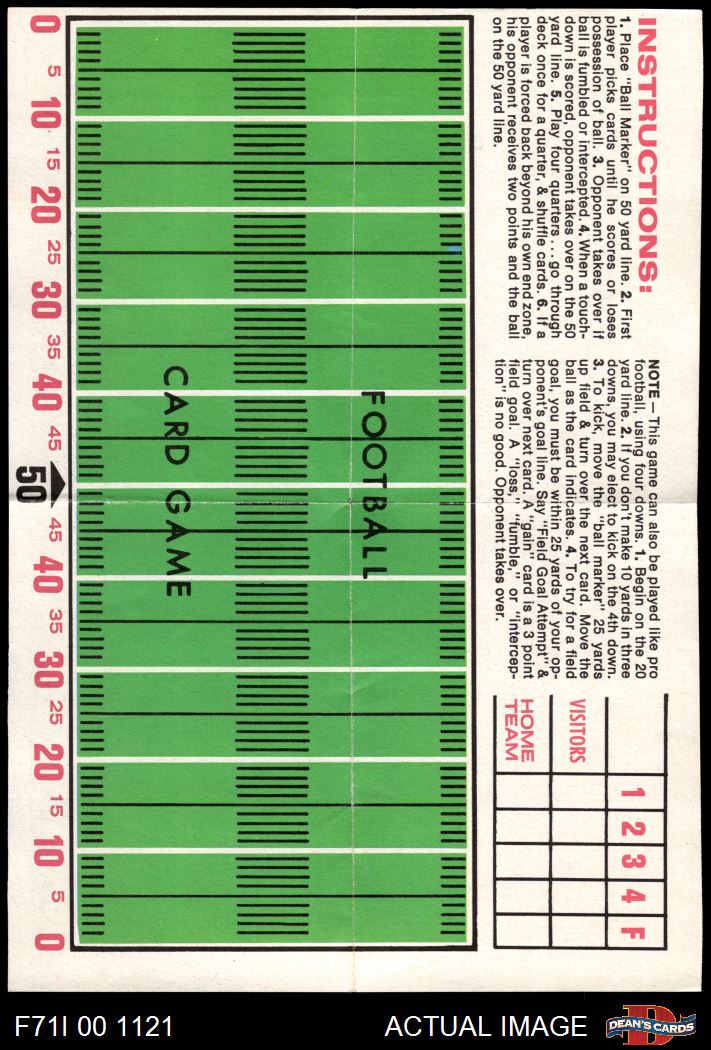 INSTRUCTIONS:
1. Place "Ball Marker" on 50 yard line. 2. First
player picks cards until he scores or loses
possession of ball. 3. Opponent takes over if
ball is fumbled or intercepted. 4. When a touch-
down is scored, opponent takes over on the 50
yard line. 5. Play four quarters . . . go through
deck once for a quarter, & shuffle cards. 6. If a
player is forced back beyond his own end zone,
his opponent receives two points and the ball
on the 50 yard line.
NOTE — This game can also be played like pro
football, using four downs. 1. Begin on the 20
yard line. 2. If you don't make 10 yards in three
downs, you may elect to kick on the 4th down.
3. To kick, move the "ball marker" 25 yards
up field & turn over the next card. Move the
ball as the card indicates. 4. To try for a field
goal, you must be within 25 yards of your op-
ponent's goal line. Say "Field Goal Attempt" &
turn over next card. A "gain" card is a 3 point
field goal. A "loss," "fumble," or "intercep-
tion" is no good. Opponent takes over.
1 2 3 4 F
VISITORS
HOME
TEAM
FOOTBALL
CARD GAME
0 5 10 15 20 25 30 35 40 45 50 45 40 35 30 25 20 15 10 5 0
F71I 00 1121
ACTUAL IMAGE
D
DEAN'S CARDS